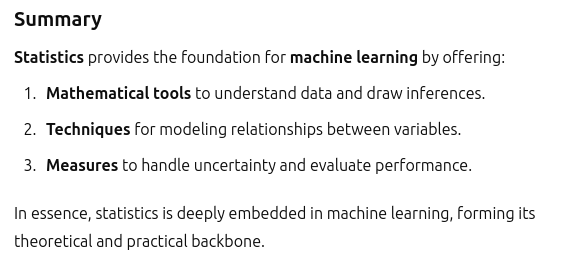 Summary
Statistics provides the foundation for machine learning by offering:
1. Mathematical tools to understand data and draw inferences.
2. Techniques for modeling relationships between variables.
3. Measures to handle uncertainty and evaluate performance.
In essence, statistics is deeply embedded in machine learning, forming its
theoretical and practical backbone.